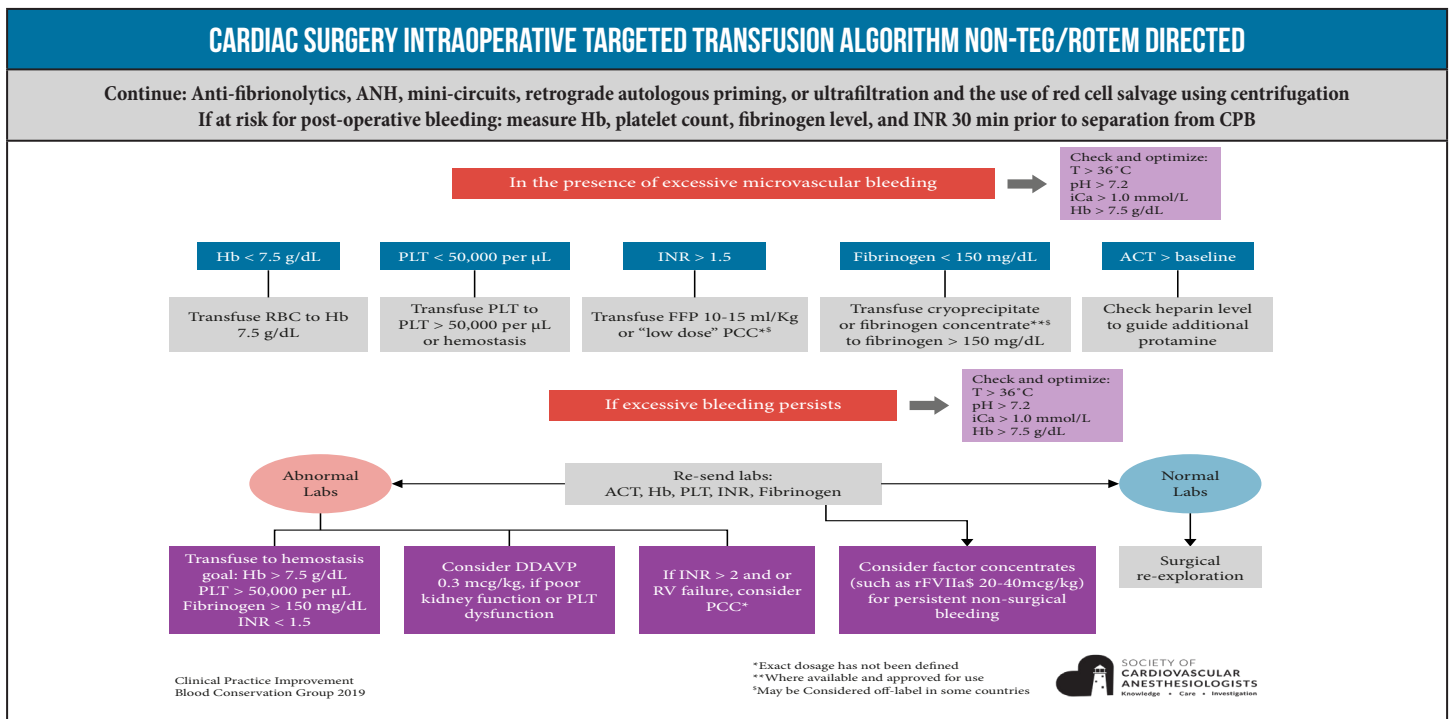 CARDIAC SURGERY INTRAOPERATIVE TARGETED TRANSFUSION ALGORITHM NON-TEG/ROTEM DIRECTED
Continue: Anti-fibrionolytics, ANH, mini-circuits, retrograde autologous priming, or ultrafiltration and the use of red cell salvage using centrifugation
If at risk for post-operative bleeding: measure Hb, platelet count, fibrinogen level, and INR 30 min prior to separation from CPB
In the presence of excessive microvascular bleeding
Check and optimize:
T > 36˚C
pH > 7.2
iCa > 1.0 mmol/L
Hb > 7.5 g/dL
Hb < 7.5 g/dL
Transfuse RBC to Hb
7.5 g/dL
PLT < 50,000 per µL
Transfuse PLT to
PLT > 50,000 per µL
or hemostasis
INR > 1.5
Transfuse FFP 10-15 ml/Kg
or “low dose” PCC*$
Fibrinogen < 150 mg/dL
Transfuse cryoprecipitate
or fibrinogen concentrate**$
to fibrinogen > 150 mg/dL
ACT > baseline
Check heparin level
to guide additional
protamine
If excessive bleeding persists
Check and optimize:
T > 36˚C
pH > 7.2
iCa > 1.0 mmol/L
Hb > 7.5 g/dL
Abnormal
Labs
Re-send labs:
ACT, Hb, PLT, INR, Fibrinogen
Normal
Labs
Transfuse to hemostasis
goal: Hb > 7.5 g/dL
PLT > 50,000 per µL
Fibrinogen > 150 mg/dL
INR < 1.5
Consider DDAVP
0.3 mcg/kg, if poor
kidney function or PLT
dysfunction
If INR > 2 and or
RV failure, consider
PCC*
Consider factor concentrates
(such as rFVIIa$ 20-40mcg/kg)
for persistent non-surgical
bleeding
Surgical
re-exploration
Clinical Practice Improvement
Blood Conservation Group 2019
*Exact dosage has not been defined
**Where available and approved for use
$May be Considered off-label in some countries
SOCIETY OF
CARDIOVASCULAR
ANESTHESIOLOGISTS
Knowledge • Care • Investigation